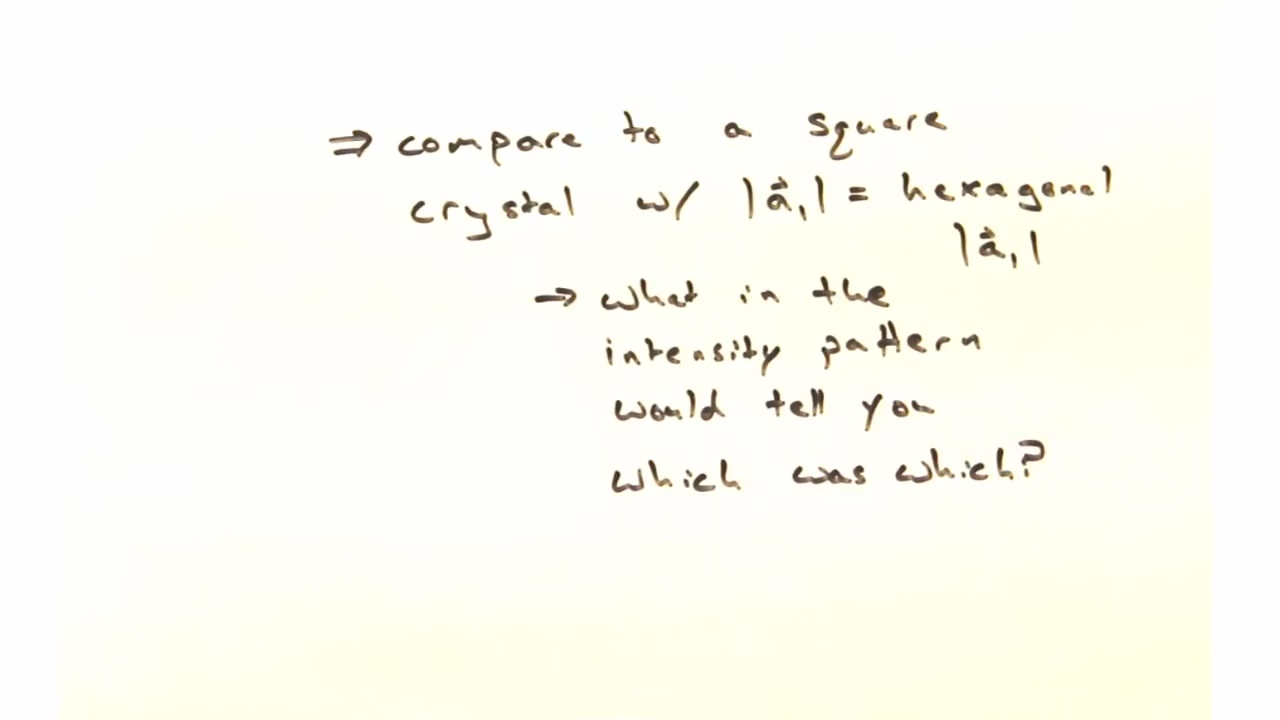 ⇒ compare to a square
crystal w/ |a⃗₁| = hexagonal
|a⃗₁|
→ what in the
intensity pattern
would tell you
which was which?